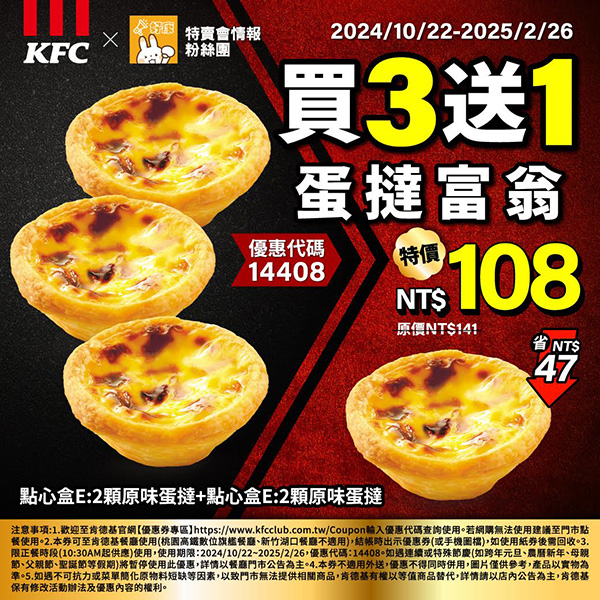 KFC × 好康 特賣會情報
粉絲團
2024/10/22-2025/2/26
買3送1
蛋撻富翁
優惠代碼
14408
特價
NT$108
原價NT$141
省NT$
47
點心盒E:2顆原味蛋撻+點心盒E:2顆原味蛋撻
注意事項:1.歡迎至肯德基官網【優惠券專區】https://www.kfcclub.com.tw/Coupon輸入優惠代碼查詢使用。若網購無法使用建議至門市點
餐使用。2.本券可至肯德基餐廳使用(桃園高鐵數位旗艦餐廳、新竹湖口餐廳不適用),結帳時出示優惠券(或手機圖檔),如使用紙券後需回收。3.
限正餐時段(10:30AM起供應)使用,使用期限:2024/10/22~2025/2/26,優惠代碼:14408。如遇連續或特殊節慶(如跨年元旦、農曆新年、母親
節、父親節、聖誕節等假期)將暫停使用此優惠,詳情以餐廳門市公告為主。4.本券不適用外送,優惠不得同時併用,圖片僅供參考,產品以實物為
準。5.如遇不可抗力或菜單簡化原物料短缺等因素,以致門市無法提供相關商品,肯德基有權以等值商品替代,詳情請以店內公告為主,肯德基
保有修改活動辦法及優惠內容的權利。